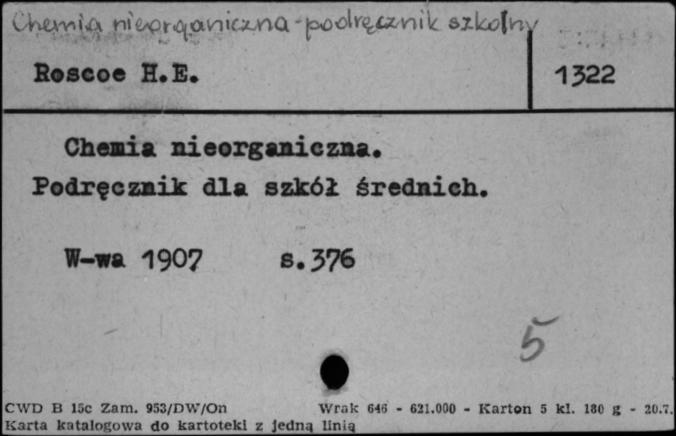 Chemia nieorganiczna - podręcznik szkolny
Roscoe H.E.
1322
Chemia nieorganiczna.
Podręcznik dla szkół średnich.
W-wa 1907 s.376
5
CWD B 15c Zam. 953/DW/On Wrak 646 - 621.000 - Karton 5 kl. 180 g - 20.7.
Karta katalogowa do kartoteki z jedną linią